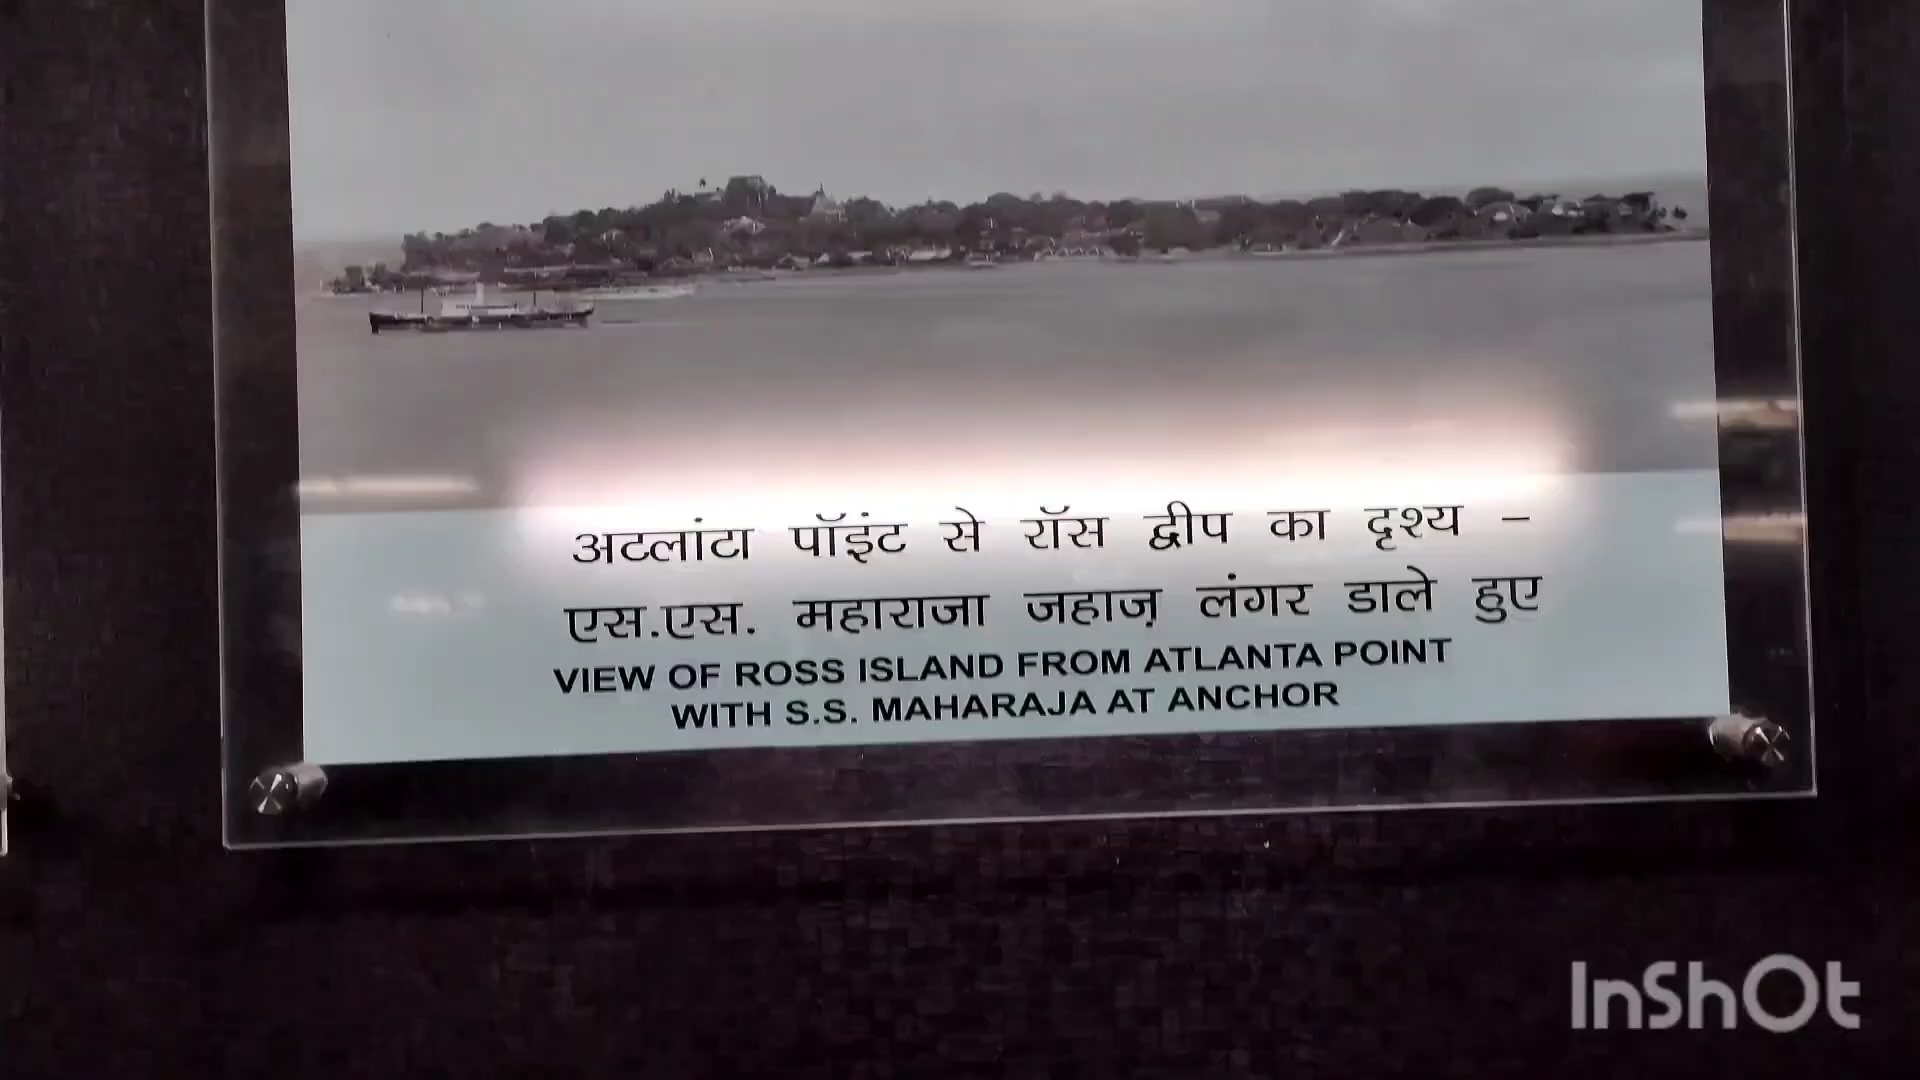 अटलांटा पॉइंट से रॉस द्वीप का दृश्य –
एस.एस. महाराजा जहाज़ लंगर डाले हुए
VIEW OF ROSS ISLAND FROM ATLANTA POINT
WITH S.S. MAHARAJA AT ANCHOR
InShOt